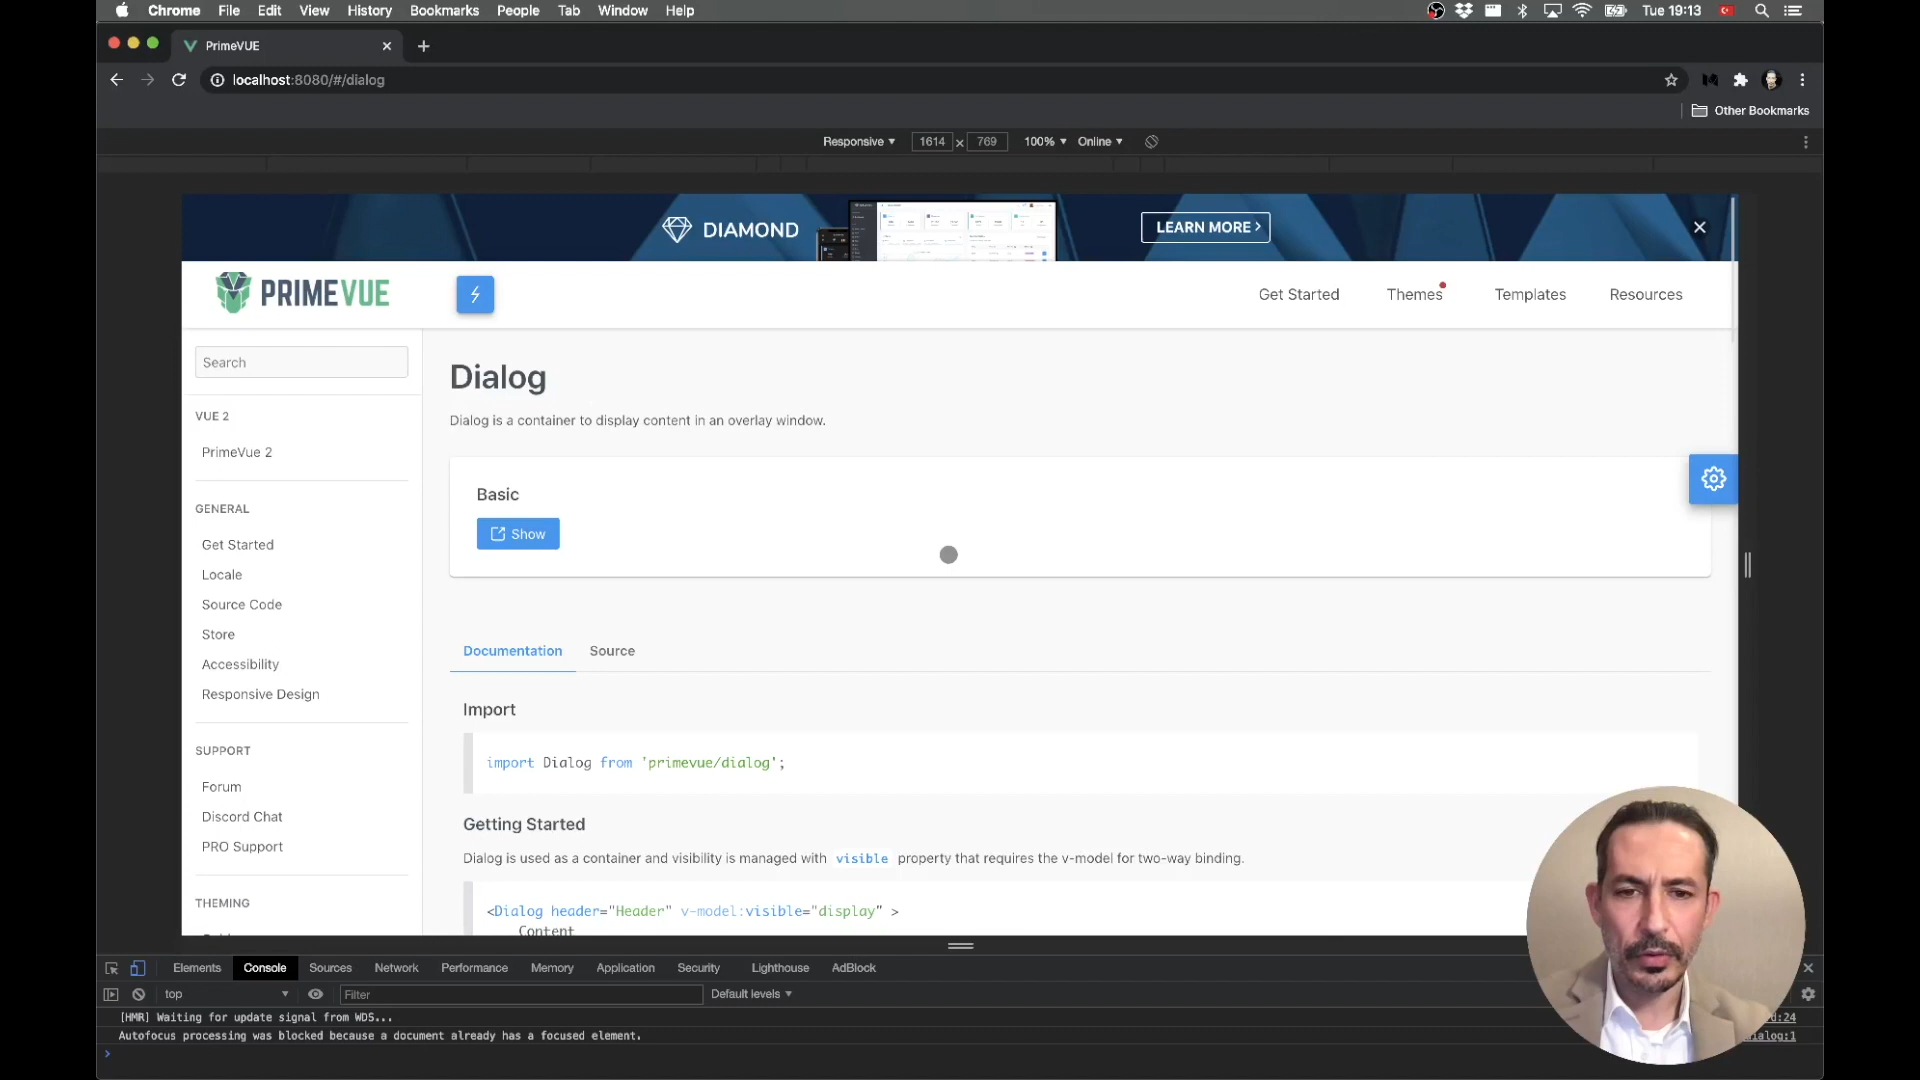 Chrome File Edit View History Bookmarks People Tab Window Help Tue 19:13
PrimeVUE
localhost:8080/#/dialog
Other Bookmarks
Responsive 1614 × 769 100% Online
DIAMOND LEARN MORE
PRIMEVUE Get Started Themes Templates Resources
Search
VUE 2
PrimeVue 2
GENERAL
Get Started
Locale
Source Code
Store
Accessibility
Responsive Design
SUPPORT
Forum
Discord Chat
PRO Support
THEMING
Dialog
Dialog is a container to display content in an overlay window.
Basic
Show
Documentation Source
Import
import Dialog from 'primevue/dialog';
Getting Started
Dialog is used as a container and visibility is managed with visible property that requires the v-model for two-way binding.
<Dialog header="Header" v-model:visible="display" >
Content
Elements Console Sources Network Performance Memory Application Security Lighthouse AdBlock
top Filter Default levels
[HMR] Waiting for update signal from WDS...
d:24
Autofocus processing was blocked because a document already has a focused element.
ialog:1